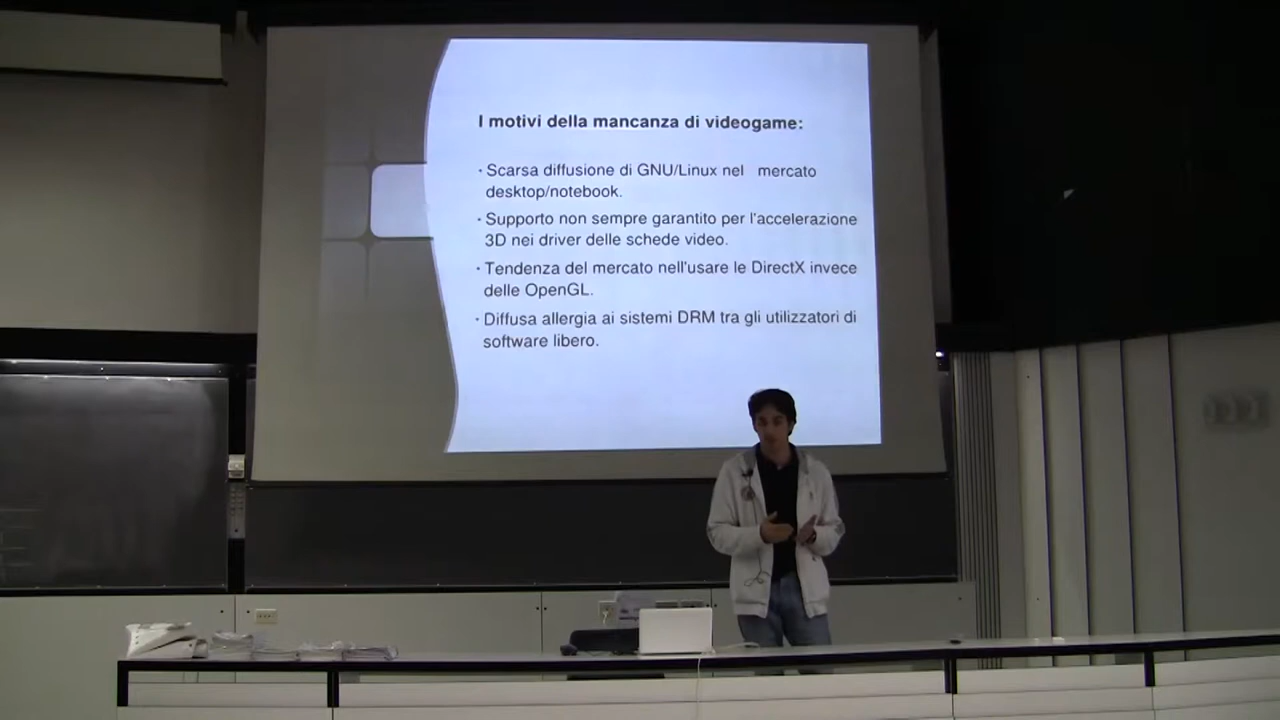 I motivi della mancanza di videogame:
· Scarsa diffusione di GNU/Linux nel mercato
desktop/notebook.
· Supporto non sempre garantito per l'accelerazione
3D nei driver delle schede video.
· Tendenza del mercato nell'usare le DirectX invece
delle OpenGL.
· Diffusa allergia ai sistemi DRM tra gli utilizzatori di
software libero.